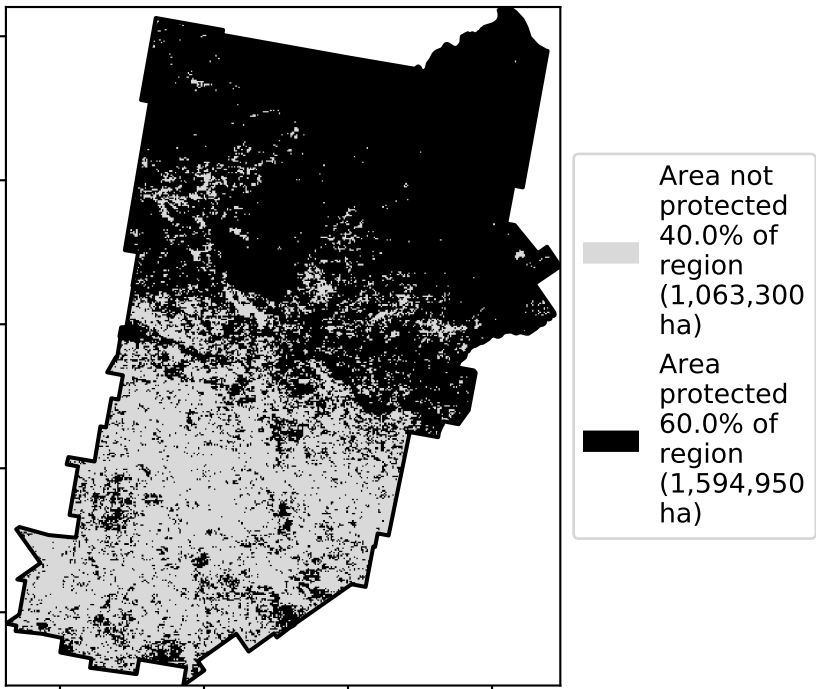 Area not
protected
40.0% of
region
(1,063,300
ha)
Area
protected
60.0% of
region
(1,594,950
ha)